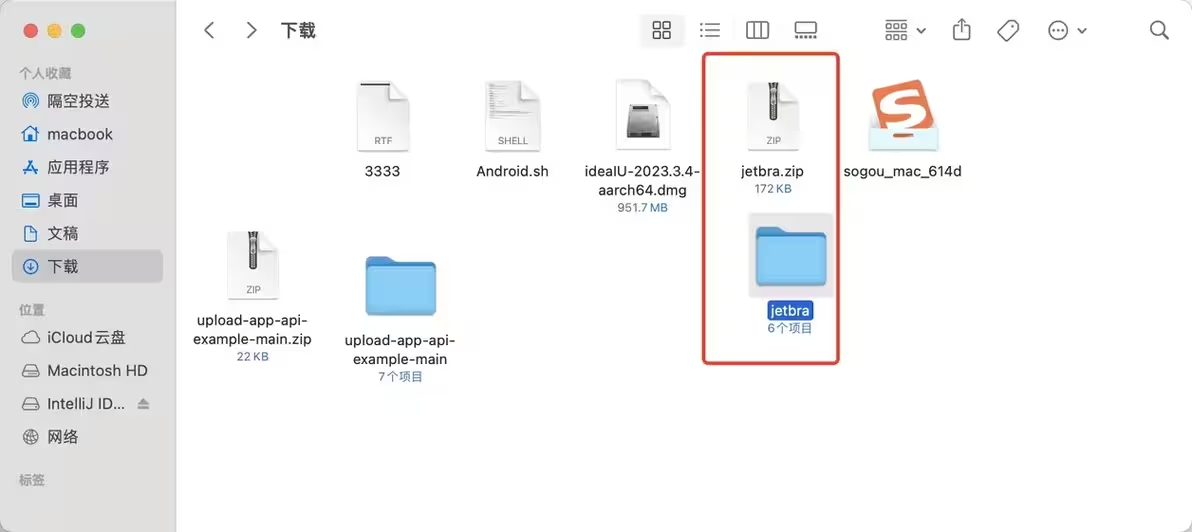 下载
个人收藏
隔空投送
macbook
应用程序
桌面
文稿
下载
位置
iCloud云盘
Macintosh HD
IntelliJ ID...
网络
标签
RTF
3333
SHELL
Android.sh
idealU-2023.3.4-
aarch64.dmg
951.7 MB
ZIP
jetbra.zip
172 KB
S
sogou_mac_614d
ZIP
upload-app-api-
example-main.zip
22 KB
upload-app-api-
example-main
7个项目
jetbra
6个项目